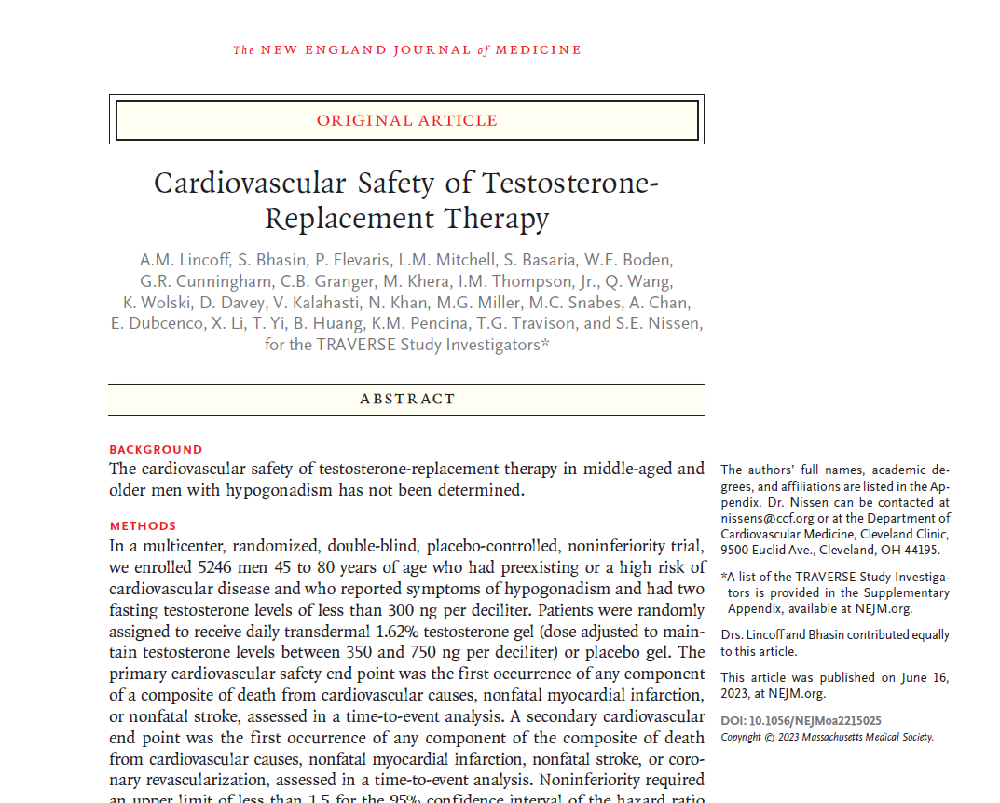 The NEW ENGLAND JOURNAL of MEDICINE
ORIGINAL ARTICLE
Cardiovascular Safety of Testosterone-
Replacement Therapy
A.M. Lincoff, S. Bhasin, P. Flevaris, L.M. Mitchell, S. Basaria, W.E. Boden,
G.R. Cunningham, C.B. Granger, M. Khera, I.M. Thompson, Jr., Q. Wang,
K. Wolski, D. Davey, V. Kalahasti, N. Khan, M.G. Miller, M.C. Snabes, A. Chan,
E. Dubcenco, X. Li, T. Yi, B. Huang, K.M. Pencina, T.G. Travison, and S.E. Nissen,
for the TRAVERSE Study Investigators*
ABSTRACT
BACKGROUND
The cardiovascular safety of testosterone-replacement therapy in middle-aged and
older men with hypogonadism has not been determined.
METHODS
In a multicenter, randomized, double-blind, placebo-controlled, noninferiority trial,
we enrolled 5246 men 45 to 80 years of age who had preexisting or a high risk of
cardiovascular disease and who reported symptoms of hypogonadism and had two
fasting testosterone levels of less than 300 ng per deciliter. Patients were randomly
assigned to receive daily transdermal 1.62% testosterone gel (dose adjusted to main-
tain testosterone levels between 350 and 750 ng per deciliter) or placebo gel. The
primary cardiovascular safety end point was the first occurrence of any component
of a composite of death from cardiovascular causes, nonfatal myocardial infarction,
or nonfatal stroke, assessed in a time-to-event analysis. A secondary cardiovascular
end point was the first occurrence of any component of the composite of death
from cardiovascular causes, nonfatal myocardial infarction, nonfatal stroke, or coro-
nary revascularization, assessed in a time-to-event analysis. Noninferiority required
an upper limit of less than 1.5 for the 95% confidence interval of the hazard ratio
The authors' full names, academic de-
grees, and affiliations are listed in the Ap-
pendix. Dr. Nissen can be contacted at
nissens@ccf.org or at the Department of
Cardiovascular Medicine, Cleveland Clinic,
9500 Euclid Ave., Cleveland, OH 44195.
*A list of the TRAVERSE Study Investiga-
tors is provided in the Supplementary
Appendix, available at NEJM.org.
Drs. Lincoff and Bhasin contributed equally
to this article.
This article was published on June 16,
2023, at NEJM.org.
DOI: 10.1056/NEJMoa2215025
Copyright © 2023 Massachusetts Medical Society.